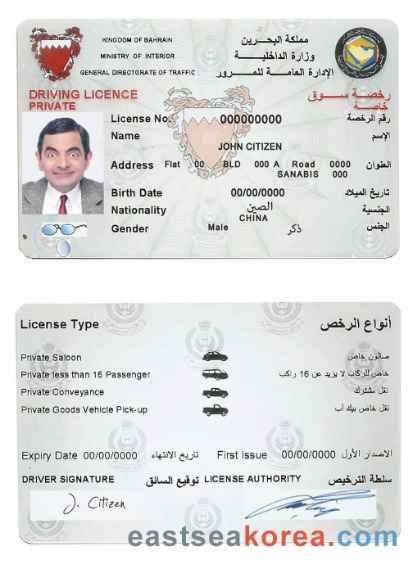 KINGDOM OF BAHRAIN مملكة البحرين
MINISTRY OF INTERIOR وزارة الداخلية
GENERAL DIRECTORATE OF TRAFFIC الإدارة العامة للمرور
DRIVING LICENCE رخصة سوق
PRIVATE خاصة
License No. 000000000 رقم الرخصة
Name الإسم
JOHN CITIZEN
Address Flat 00 BLD 000 A Road 0000 العنوان
SANABIS 000
Birth Date 00/00/0000 تاريخ الميلاد
Nationality الصين الجنسية
CHINA
Gender Male ذكر الجنس
License Type أنواع الرخص
Private Saloon صالون خاص
Private less than 16 Passenger خاص للركاب لا يزيد عن 16 راكب
Private Conveyance نقل مشترك
Private Goods Vehicle Pick-up نقل خاص بيك أب
Expiry Date 00/00/0000 تاريخ الانتهاء First Issue 00/00/0000 الاصدار الأول
DRIVER SIGNATURE توقيع السائق LICENSE AUTHORITY سلطة الترخيص
J. Citizen
eastseakorea.com